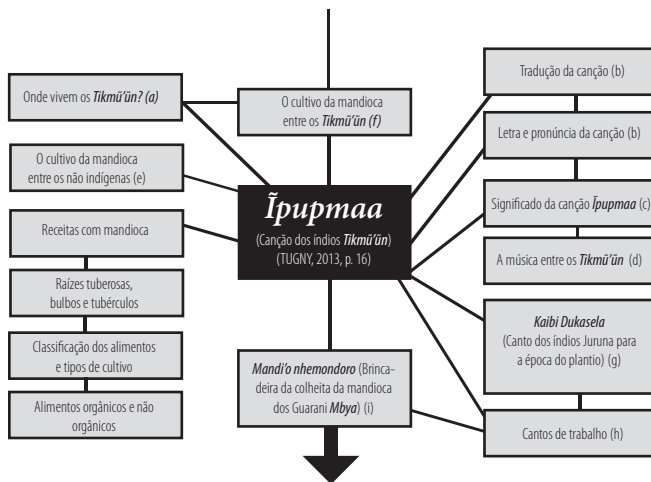 Onde vivem os Tikmũ’ũn? (a)
O cultivo da mandioca
entre os Tikmũ’ũn (f)
O cultivo da mandioca
entre os não indígenas (e)
Receitas com mandioca
Raízes tuberosas,
bulbos e tubérculos
Classificação dos alimentos
e tipos de cultivo
Alimentos orgânicos e não
orgânicos
Ĩpupmaa
(Canção dos índios Tikmũ’ũn)
(TUGNY, 2013, p. 16)
Mandi’o nhemondoro (Brinca-
deira da colheita da mandioca
dos Guarani Mbya) (i)
Tradução da canção (b)
Letra e pronúncia da canção (b)
Significado da canção Ĩpupmaa (c)
A música entre os Tikmũ’ũn (d)
Kaibi Dukasela
(Canto dos índios Juruna para
a época do plantio) (g)
Cantos de trabalho (h)